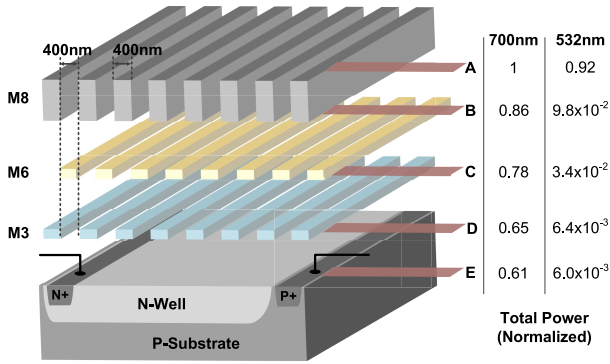 400nm 400nm 700nm 532nm
A 1 0.92
M8
B 0.86 9.8x10⁻²
M6 C 0.78 3.4x10⁻²
M3 D 0.65 6.4x10⁻³
E 0.61 6.0x10⁻³
N+ P+
N-Well
P-Substrate
Total Power
(Normalized)